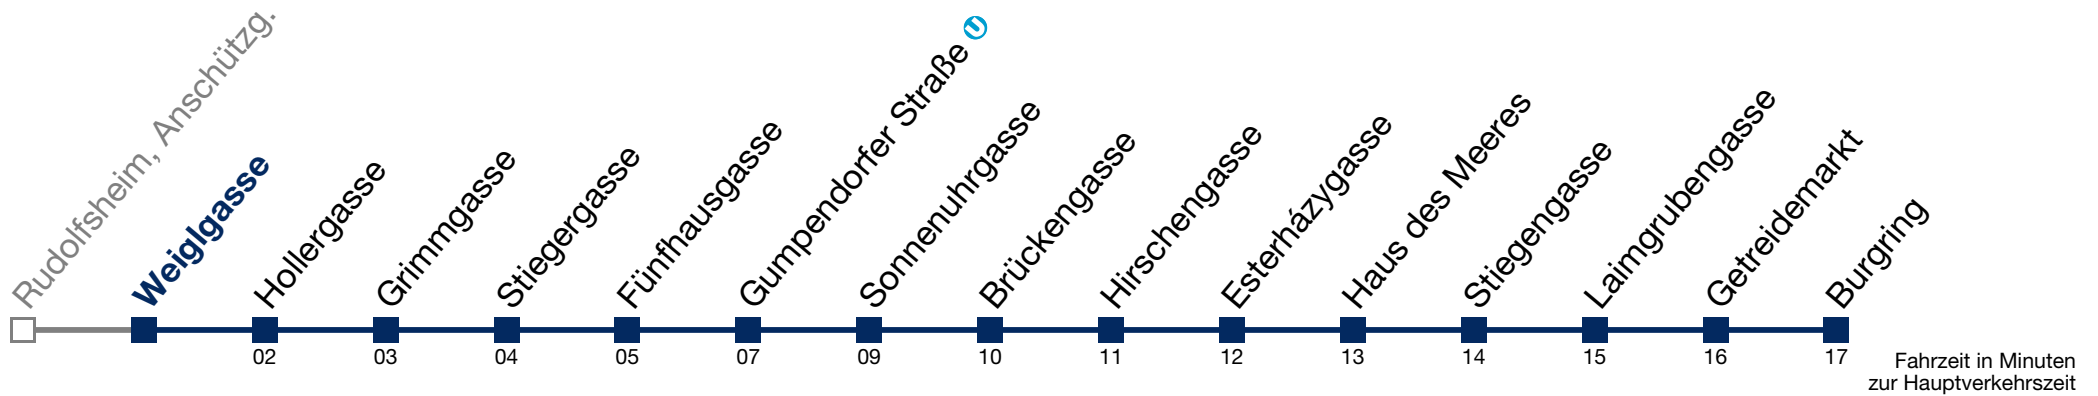 Rudolfsheim, Anschützg.
Weiglgasse
Hollergasse
Grimmgasse
Stiegergasse
Fünfhausgasse
Gumpendorfer Straße U
Sonnenuhrgasse
Brückengasse
Hirschengasse
Esterházygasse
Haus des Meeres
Stiegengasse
Laimgrubengasse
Getreidemarkt
Burgring
02 03 04 05 07 09 10 11 12 13 14 15 16 17
Fahrzeit in Minuten
zur Hauptverkehrszeit